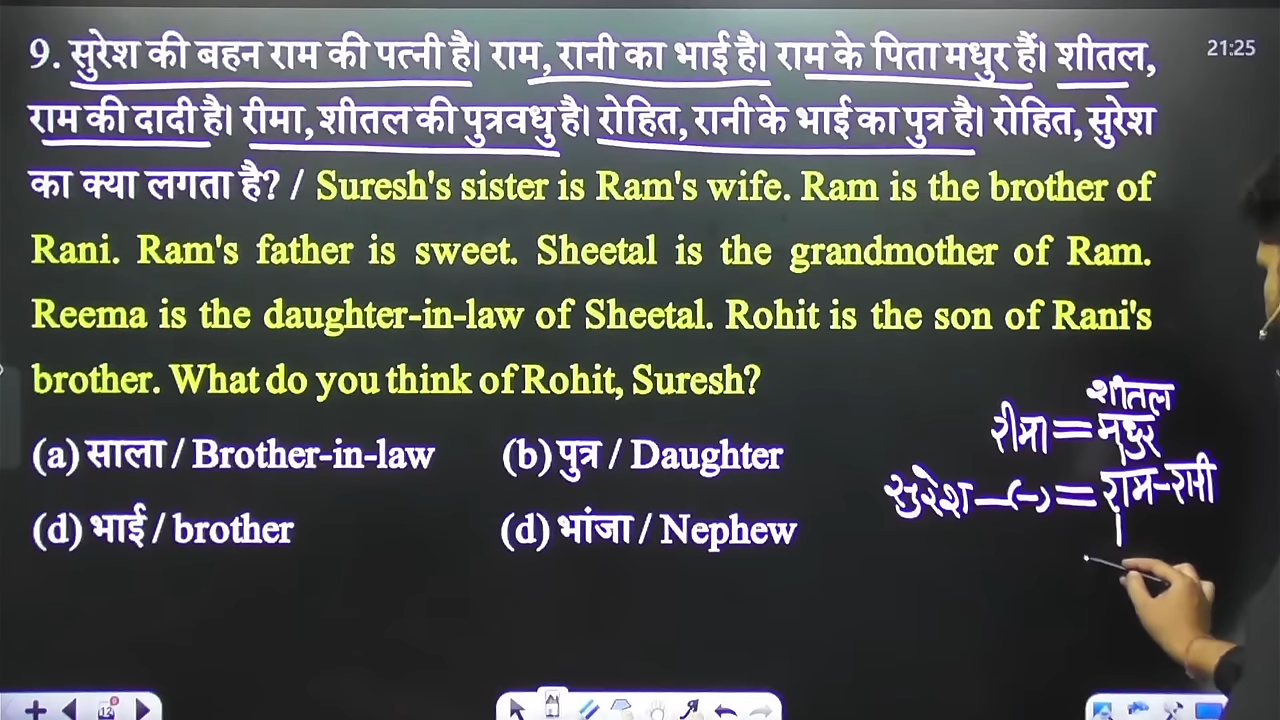 21:25
9. सुरेश की बहन राम की पत्नी है। राम, रानी का भाई है। राम के पिता मधुर हैं। शीतल,
राम की दादी है। रीमा, शीतल की पुत्रवधु है। रोहित, रानी के भाई का पुत्र है। रोहित, सुरेश
का क्या लगता है? / Suresh's sister is Ram's wife. Ram is the brother of
Rani. Ram's father is sweet. Sheetal is the grandmother of Ram.
Reema is the daughter-in-law of Sheetal. Rohit is the son of Rani's
brother. What do you think of Rohit, Suresh?
(a) साला / Brother-in-law (b) पुत्र / Daughter
(d) भाई / brother (d) भांजा / Nephew
शीतल
रीमा = मधुर
सुरेश –(-) = राम–रानी
12